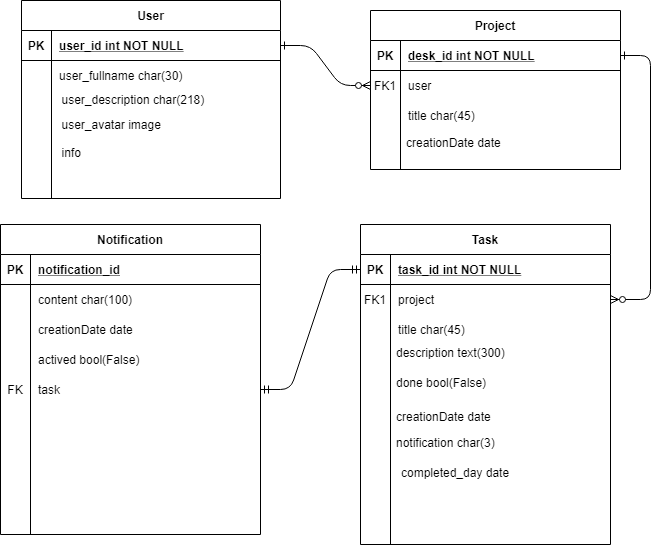 User
PK user_id int NOT NULL
user_fullname char(30)
user_description char(218)
user_avatar image
info
Project
PK desk_id int NOT NULL
FK1 user
title char(45)
creationDate date
Notification
PK notification_id
content char(100)
creationDate date
actived bool(False)
FK task
Task
PK task_id int NOT NULL
FK1 project
title char(45)
description text(300)
done bool(False)
creationDate date
notification char(3)
completed_day date